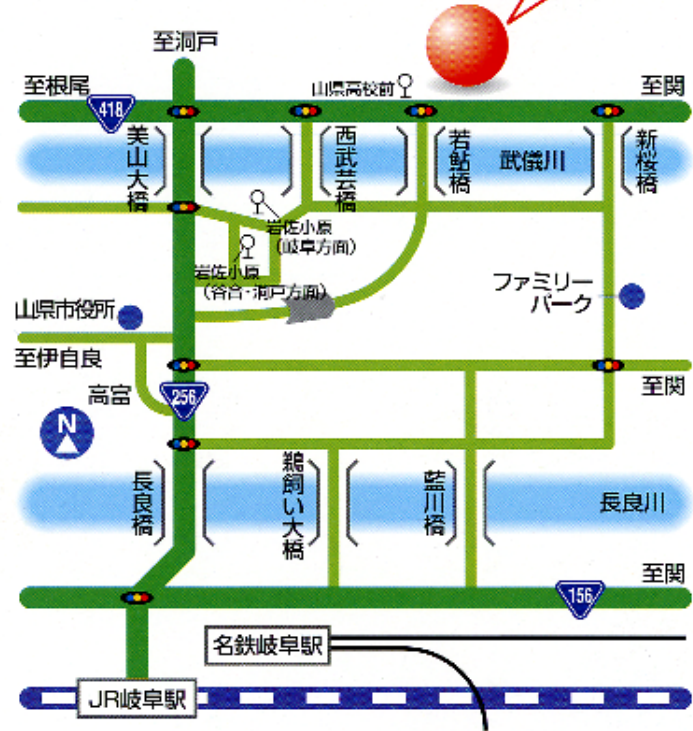 至洞戸
至根尾
418
山県高校前
至関
美山大橋
西武芸橋
若鮎橋
武儀川
新桜橋
岩佐小原
(岐阜方面)
岩佐小原
(谷合・洞戸方面)
ファミリー
パーク
山県市役所
至伊自良
至関
高富
256
N
長良橋
鵜飼い大橋
藍川橋
長良川
至関
156
名鉄岐阜駅
JR岐阜駅